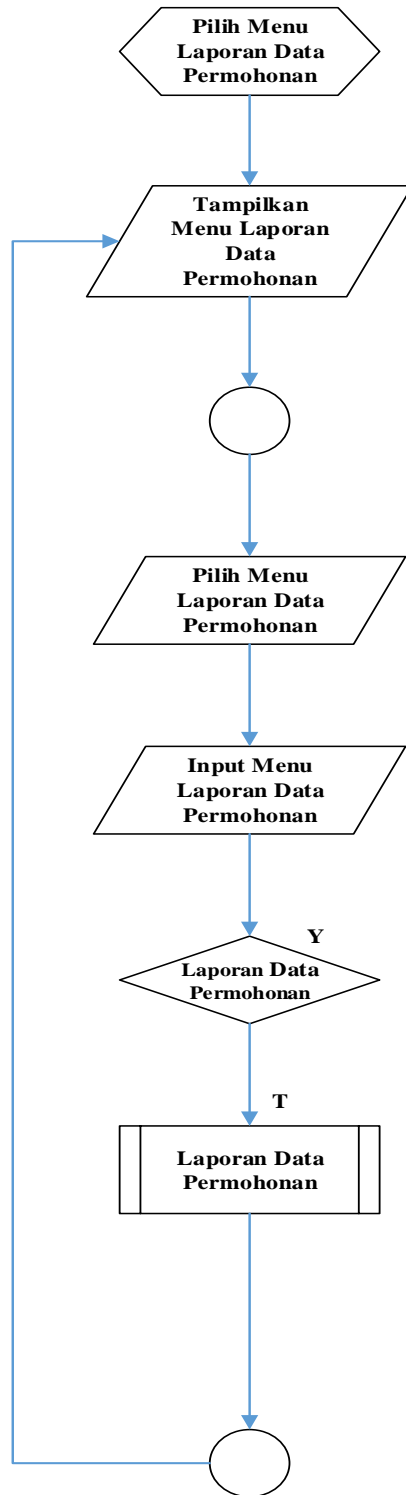 Pilih Menu
Laporan Data
Permohonan
Tampilkan
Menu Laporan
Data
Permohonan
Pilih Menu
Laporan Data
Permohonan
Input Menu
Laporan Data
Permohonan
Y
Laporan Data
Permohonan
T
Laporan Data
Permohonan